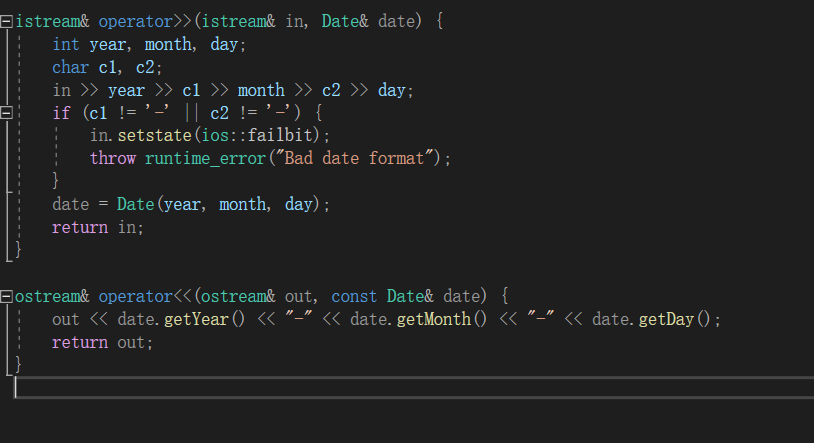 istream& operator>>(istream& in, Date& date) {
int year, month, day;
char c1, c2;
in >> year >> c1 >> month >> c2 >> day;
if (c1 != '-' || c2 != '-') {
in.setstate(ios::failbit);
throw runtime_error("Bad date format");
}
date = Date(year, month, day);
return in;
}
ostream& operator<<(ostream& out, const Date& date) {
out << date.getYear() << "-" << date.getMonth() << "-" << date.getDay();
return out;
}